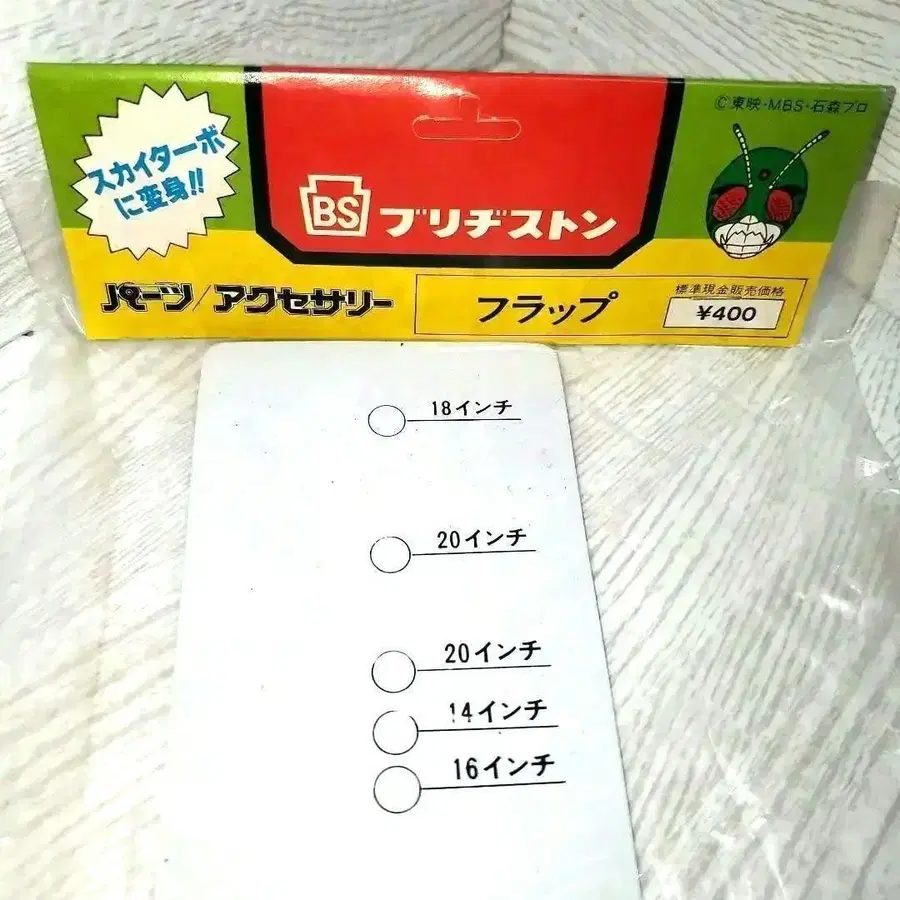 スカイターボ
に変身!!
©東映・MBS・石森プロ
BS ブリヂストン
パーツ/アクセサリー
フラップ
標準現金販売価格
¥400
18インチ
20インチ
20インチ
14インチ
16インチ